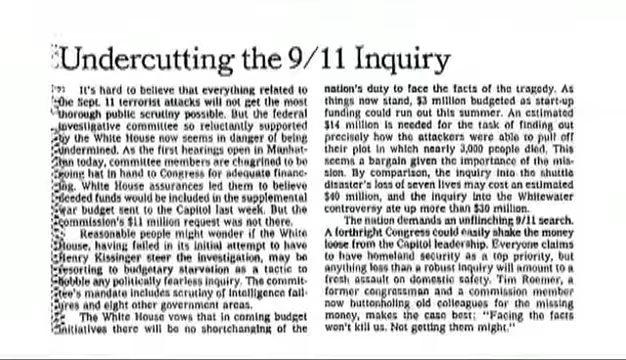 Undercutting the 9/11 Inquiry
It's hard to believe that everything related to
the Sept. 11 terrorist attacks will not get the most
thorough public scrutiny possible. But the federal
investigative committee so reluctantly supported
by the White House now seems in danger of being
undermined. As the first hearings open in Manhat-
tan today, committee members are chagrined to be
going hat in hand to Congress for adequate financ-
ing. White House assurances led them to believe
needed funds would be included in the supplemental
war budget sent to the Capitol last week. But the
commission's $11 million request was not there.
Reasonable people might wonder if the White
House, having failed in its initial attempt to have
Henry Kissinger steer the investigation, may be
resorting to budgetary starvation as a tactic to
hobble any politically fearless inquiry. The commit-
tee's mandate includes scrutiny of intelligence fail-
ures and eight other government areas.
The White House vows that in coming budget
initiatives there will be no shortchanging of the
nation's duty to face the facts of the tragedy. As
things now stand, $3 million budgeted as start-up
funding could run out this summer. An estimated
$14 million is needed for the task of finding out
precisely how the attackers were able to pull off
their plot in which nearly 3,000 people died. This
seems a bargain given the importance of the mis-
sion. By comparison, the inquiry into the shuttle
disaster's loss of seven lives may cost an estimated
$40 million, and the inquiry into the Whitewater
controversy ate up more than $30 million.
The nation demands an unflinching 9/11 search.
A forthright Congress could easily shake the money
loose from the Capitol leadership. Everyone claims
to have homeland security as a top priority, but
anything less than a robust inquiry will amount to a
fresh assault on domestic safety. Tim Roemer, a
former congressman and a commission member
now buttonholing old colleagues for the missing
money, makes the case best: "Facing the facts
won't kill us. Not getting them might."